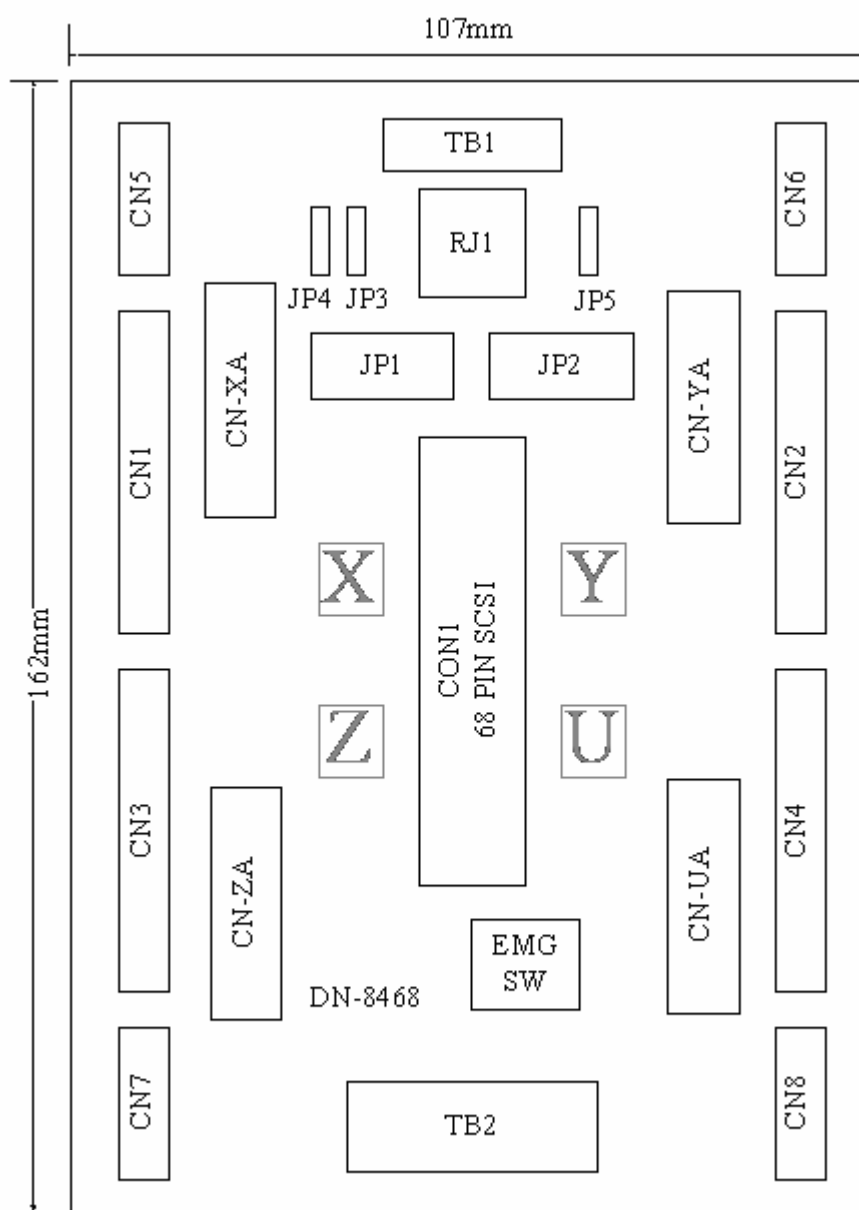 107mm
TB1
CN5
CN6
RJ1
JP4
JP3
JP5
JP1
JP2
CN-XA
CN-YA
CN1
CN2
X
Y
CON1
68 PIN SCSI
162mm
Z
U
CN3
CN4
CN-ZA
CN-UA
EMG
SW
DN-8468
CN7
CN8
TB2